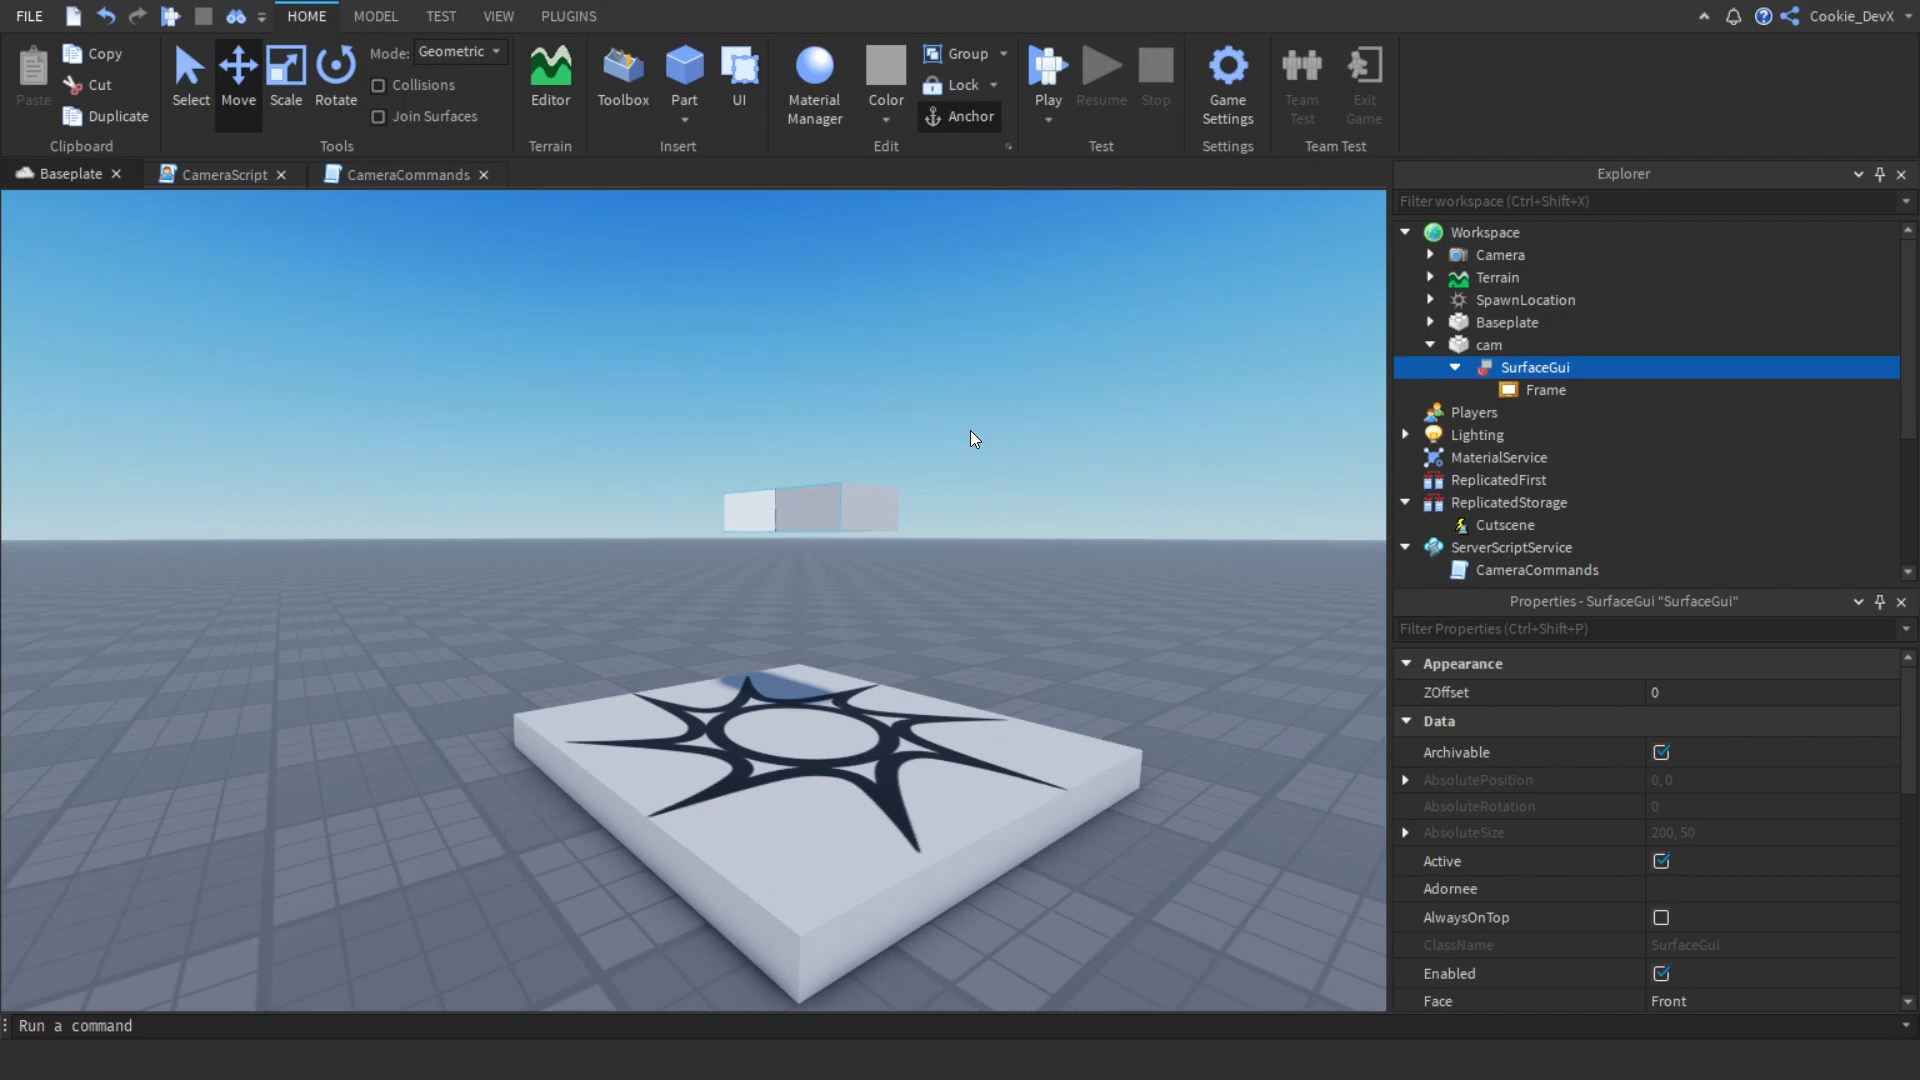 FILE HOME MODEL TEST VIEW PLUGINS Cookie_DevX
Paste Copy Cut Duplicate
Clipboard
Select Move Scale Rotate Mode: Geometric
Collisions
Join Surfaces
Tools
Editor
Terrain
Toolbox Part UI
Insert
Material Manager Color Group Lock Anchor
Edit
Play Resume Stop
Test
Game Settings
Settings
Team Test Exit Game
Team Test
Baseplate CameraScript CameraCommands
Explorer
Filter workspace (Ctrl+Shift+X)
Workspace
Camera
Terrain
SpawnLocation
Baseplate
cam
SurfaceGui
Frame
Players
Lighting
MaterialService
ReplicatedFirst
ReplicatedStorage
Cutscene
ServerScriptService
CameraCommands
Properties - SurfaceGui "SurfaceGui"
Filter Properties (Ctrl+Shift+P)
Appearance
ZOffset 0
Data
Archivable
AbsolutePosition 0, 0
AbsoluteRotation 0
AbsoluteSize 200, 50
Active
Adornee
AlwaysOnTop
ClassName SurfaceGui
Enabled
Face Front
Run a command